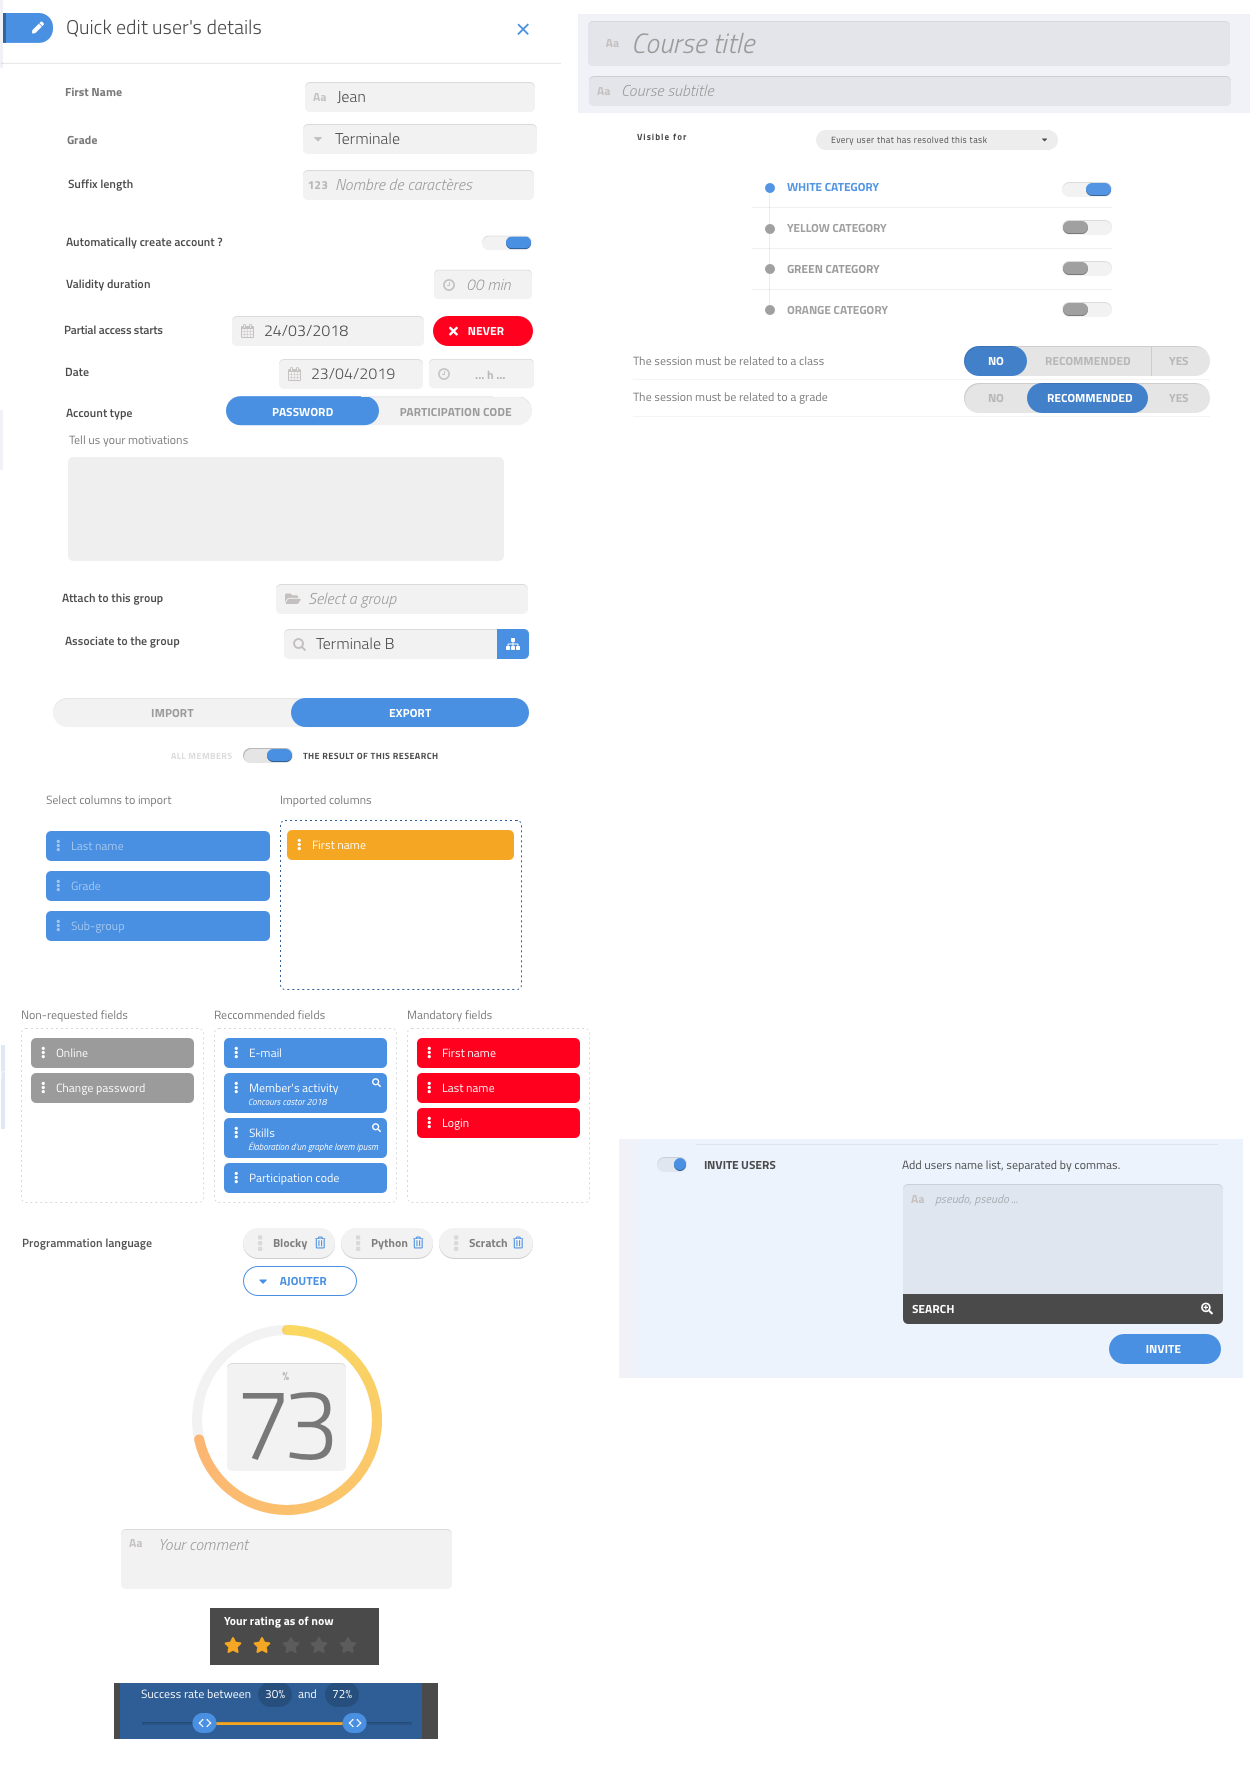 Quick edit user's details
First Name
Aa Jean
Grade
Terminale
Suffix length
123 Nombre de caractères
Automatically create account ?
Validity duration
00 min
Partial access starts
24/03/2018
NEVER
Date
23/04/2019
... h ...
Account type
PASSWORD
PARTICIPATION CODE
Tell us your motivations
Attach to this group
Select a group
Associate to the group
Terminale B
IMPORT
EXPORT
ALL MEMBERS
THE RESULT OF THIS RESEARCH
Select columns to import
Imported columns
Last name
First name
Grade
Sub-group
Non-requested fields
Online
Change password
Reccommended fields
E-mail
Member's activity
Concours castor 2018
Skills
Élaboration d'un graphe lorem ipusm
Participation code
Mandatory fields
First name
Last name
Login
Programmation language
Blocky
Python
Scratch
AJOUTER
%
73
Aa Your comment
Your rating as of now
Success rate between 30% and 72%
Aa Course title
Aa Course subtitle
Visible for
Every user that has resolved this task
WHITE CATEGORY
YELLOW CATEGORY
GREEN CATEGORY
ORANGE CATEGORY
The session must be related to a class
NO
RECOMMENDED
YES
The session must be related to a grade
NO
RECOMMENDED
YES
INVITE USERS
Add users name list, separated by commas.
Aa pseudo, pseudo ...
SEARCH
INVITE